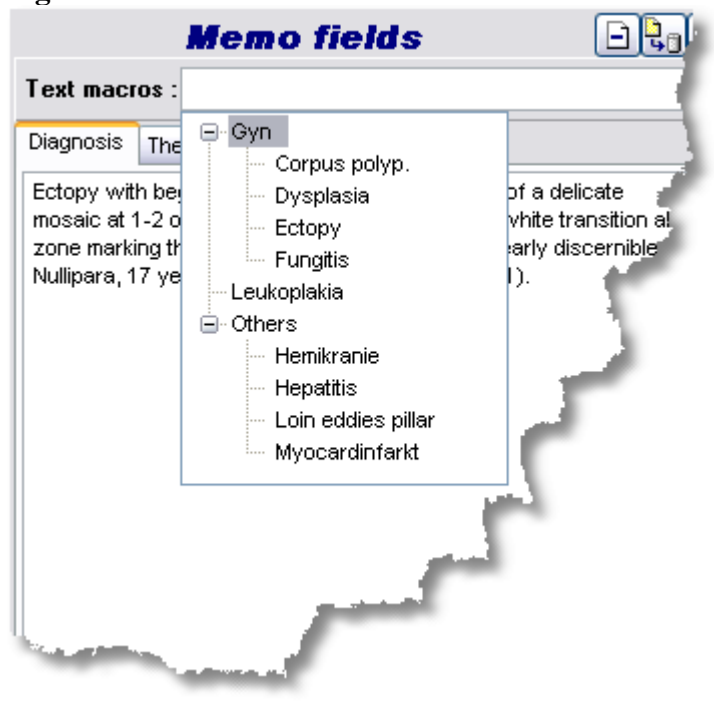 Memo fields
Text macros :
Diagnosis The
Gyn
Corpus polyp.
Dysplasia
Ectopy
Fungitis
Leukoplakia
Others
Hemikranie
Hepatitis
Loin eddies pillar
Myocardinfarkt
Ectopy with be of a delicate
mosaic at 1-2 o white transition a
zone marking th early discernible
Nullipara, 17 ye ).